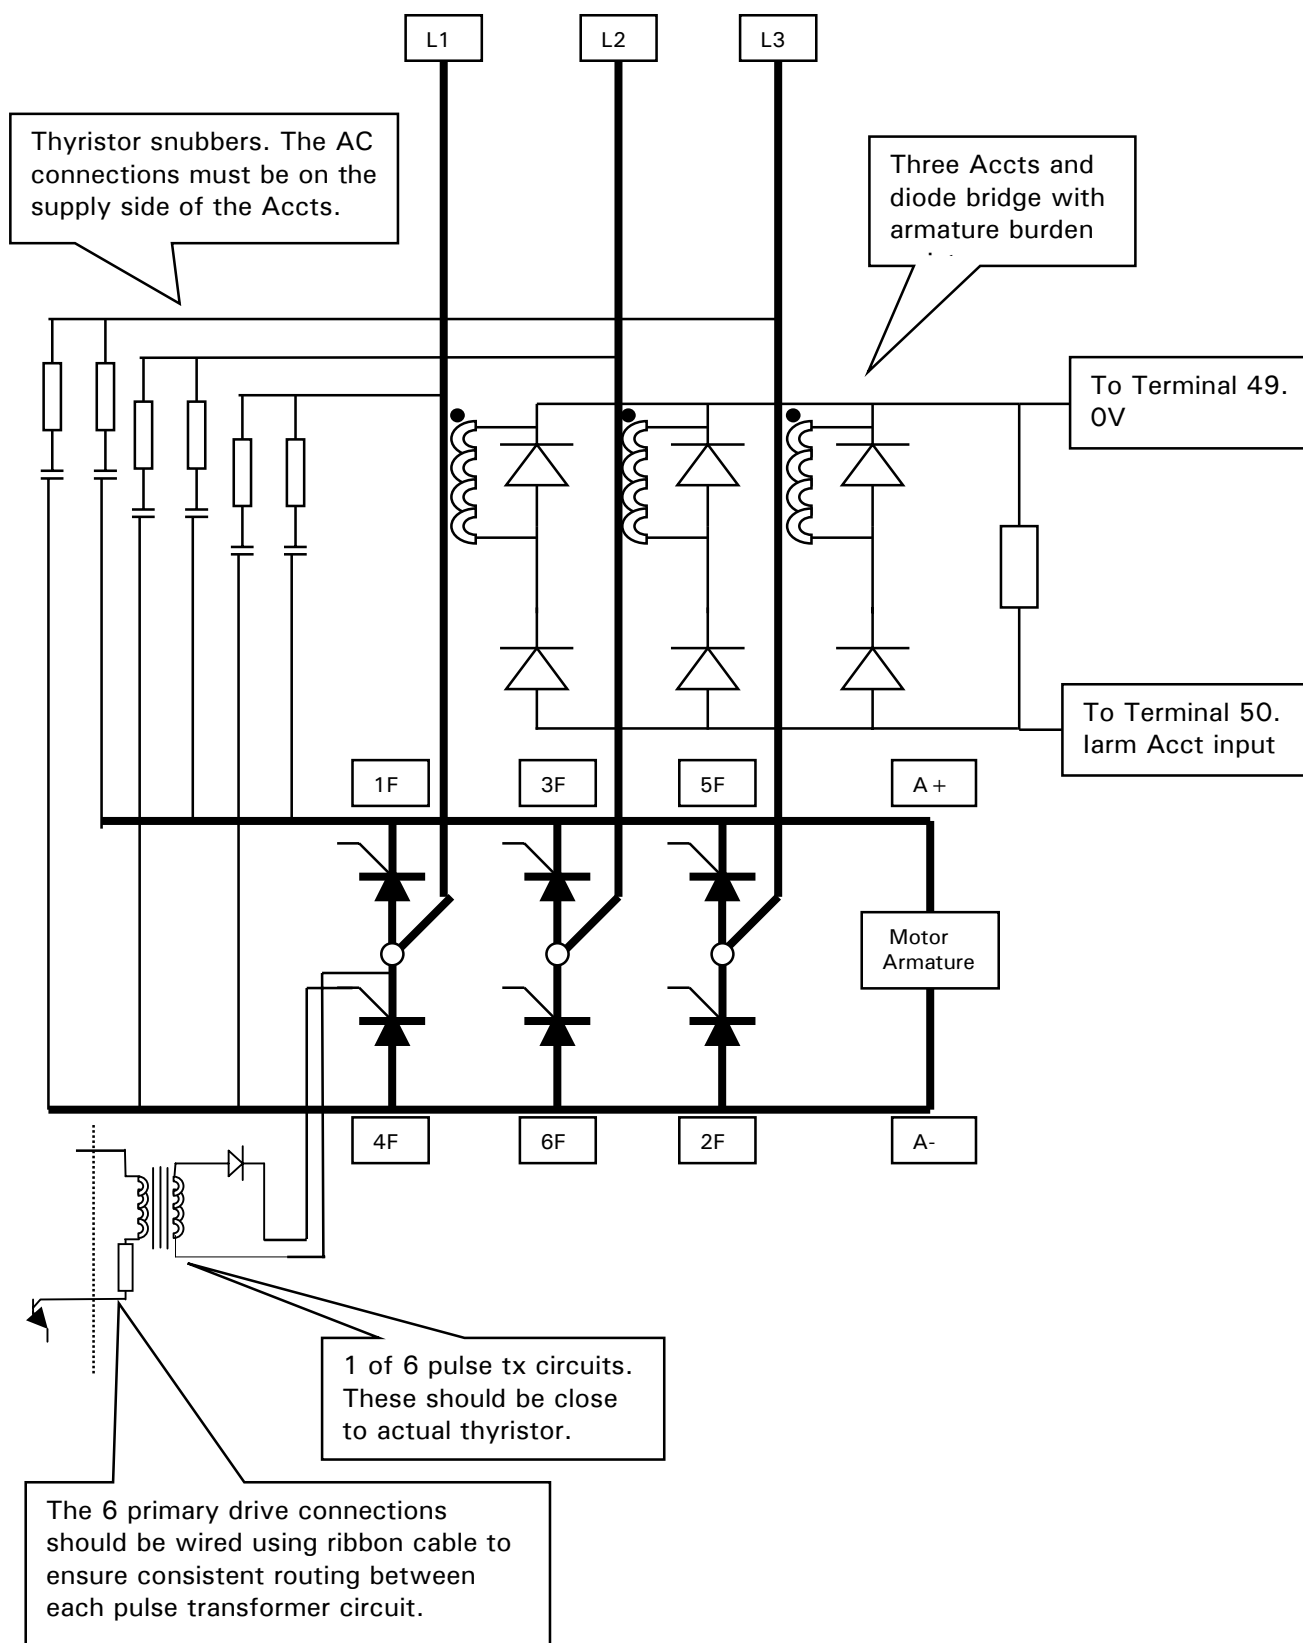 L1
L2
L3
Thyristor snubbers. The AC
connections must be on the
supply side of the Accts.
Three Accts and
diode bridge with
armature burden
To Terminal 49.
0V
To Terminal 50.
Iarm Acct input
1F
3F
5F
A+
Motor
Armature
4F
6F
2F
A-
1 of 6 pulse tx circuits.
These should be close
to actual thyristor.
The 6 primary drive connections
should be wired using ribbon cable to
ensure consistent routing between
each pulse transformer circuit.